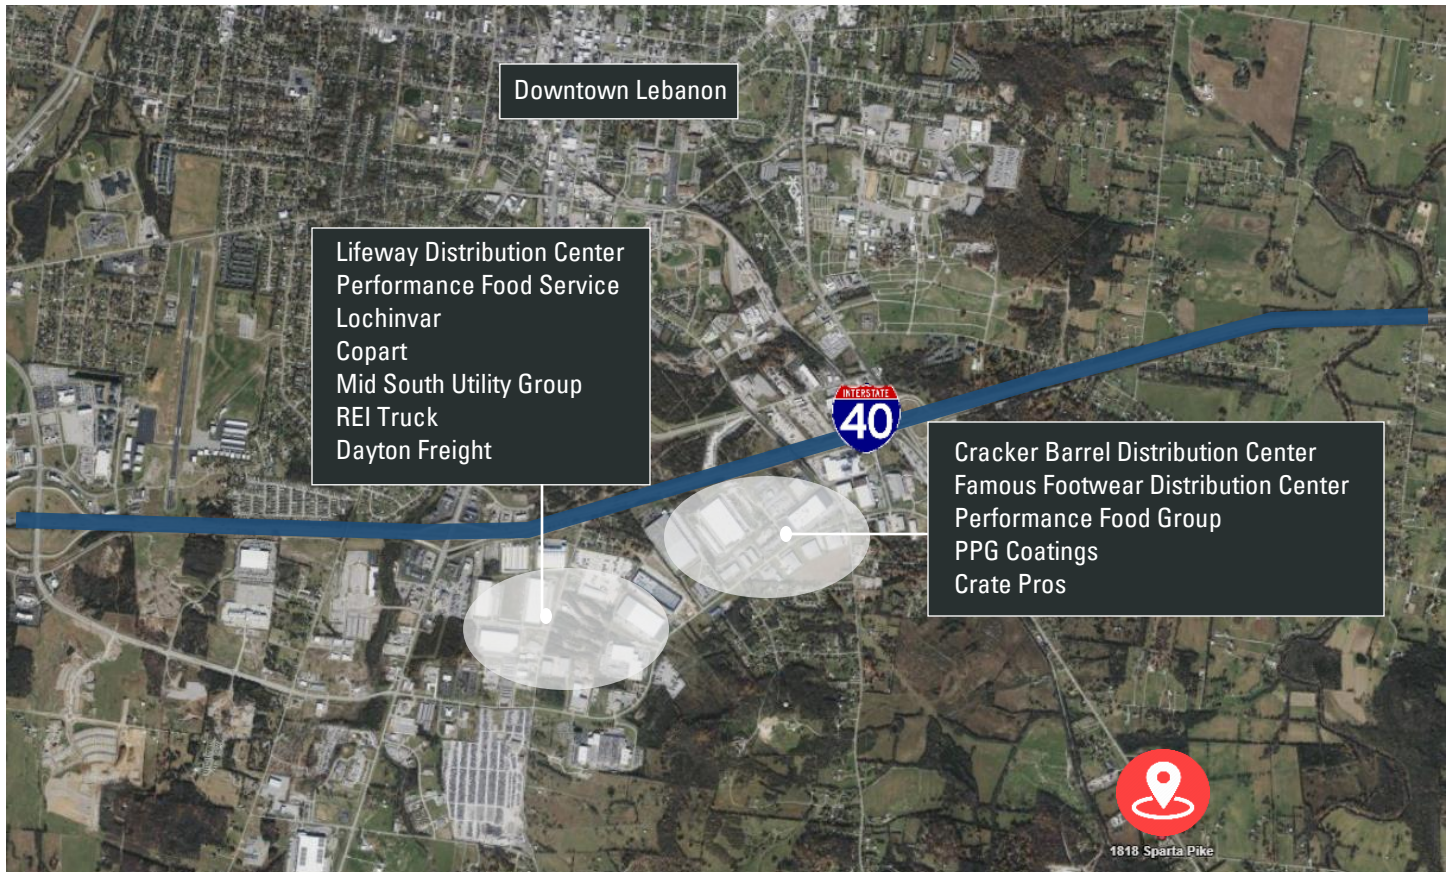 Downtown Lebanon
Lifeway Distribution Center
Performance Food Service
Lochinvar
Copart
Mid South Utility Group
REI Truck
Dayton Freight
INTERSTATE
40
Cracker Barrel Distribution Center
Famous Footwear Distribution Center
Performance Food Group
PPG Coatings
Crate Pros
1818 Sparta Pike